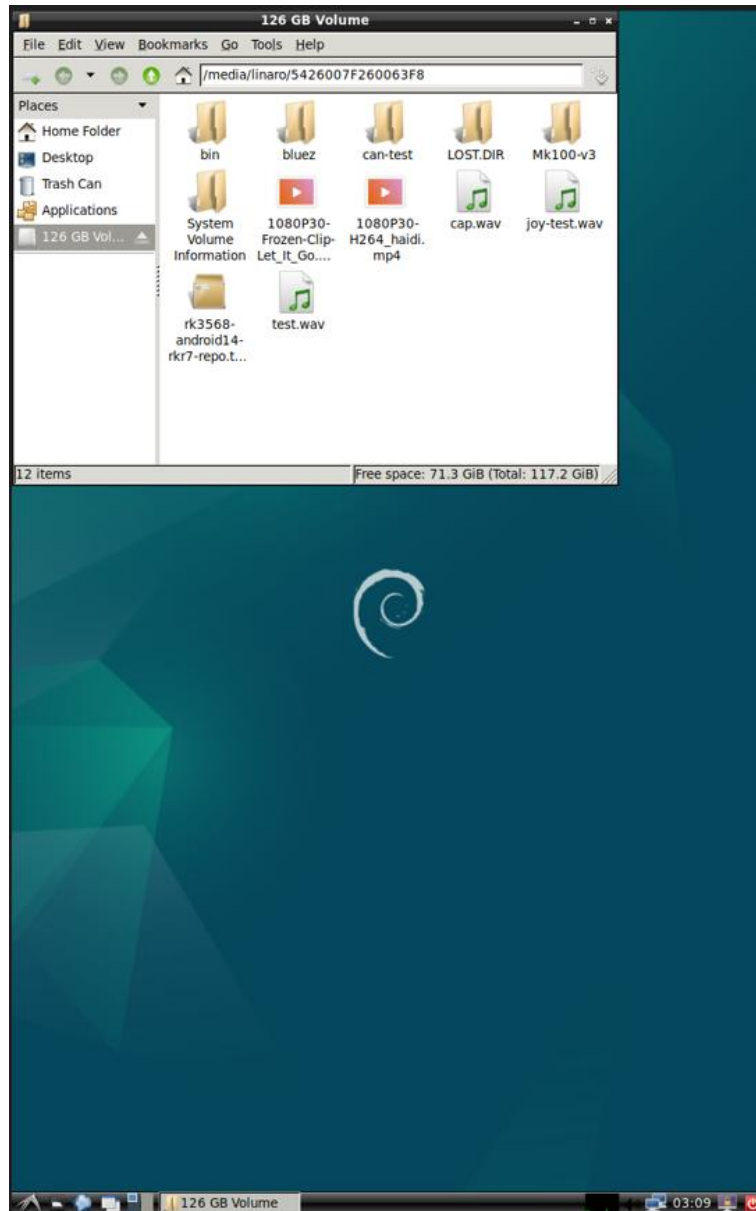 126 GB Volume
File Edit View Bookmarks Go Tools Help
/media/linaro/5426007F260063F8
Places
Home Folder
Desktop
Trash Can
Applications
126 GB Vol...
bin bluez can-test LOST.DIR Mk100-v3
System Volume Information
1080P30-Frozen-Clip-Let_It_Go....
1080P30-H264_haidi.mp4
cap.wav
joy-test.wav
rk3568-android14-rkr7-repo.t...
test.wav
12 items
Free space: 71.3 GiB (Total: 117.2 GiB)
126 GB Volume
03:09